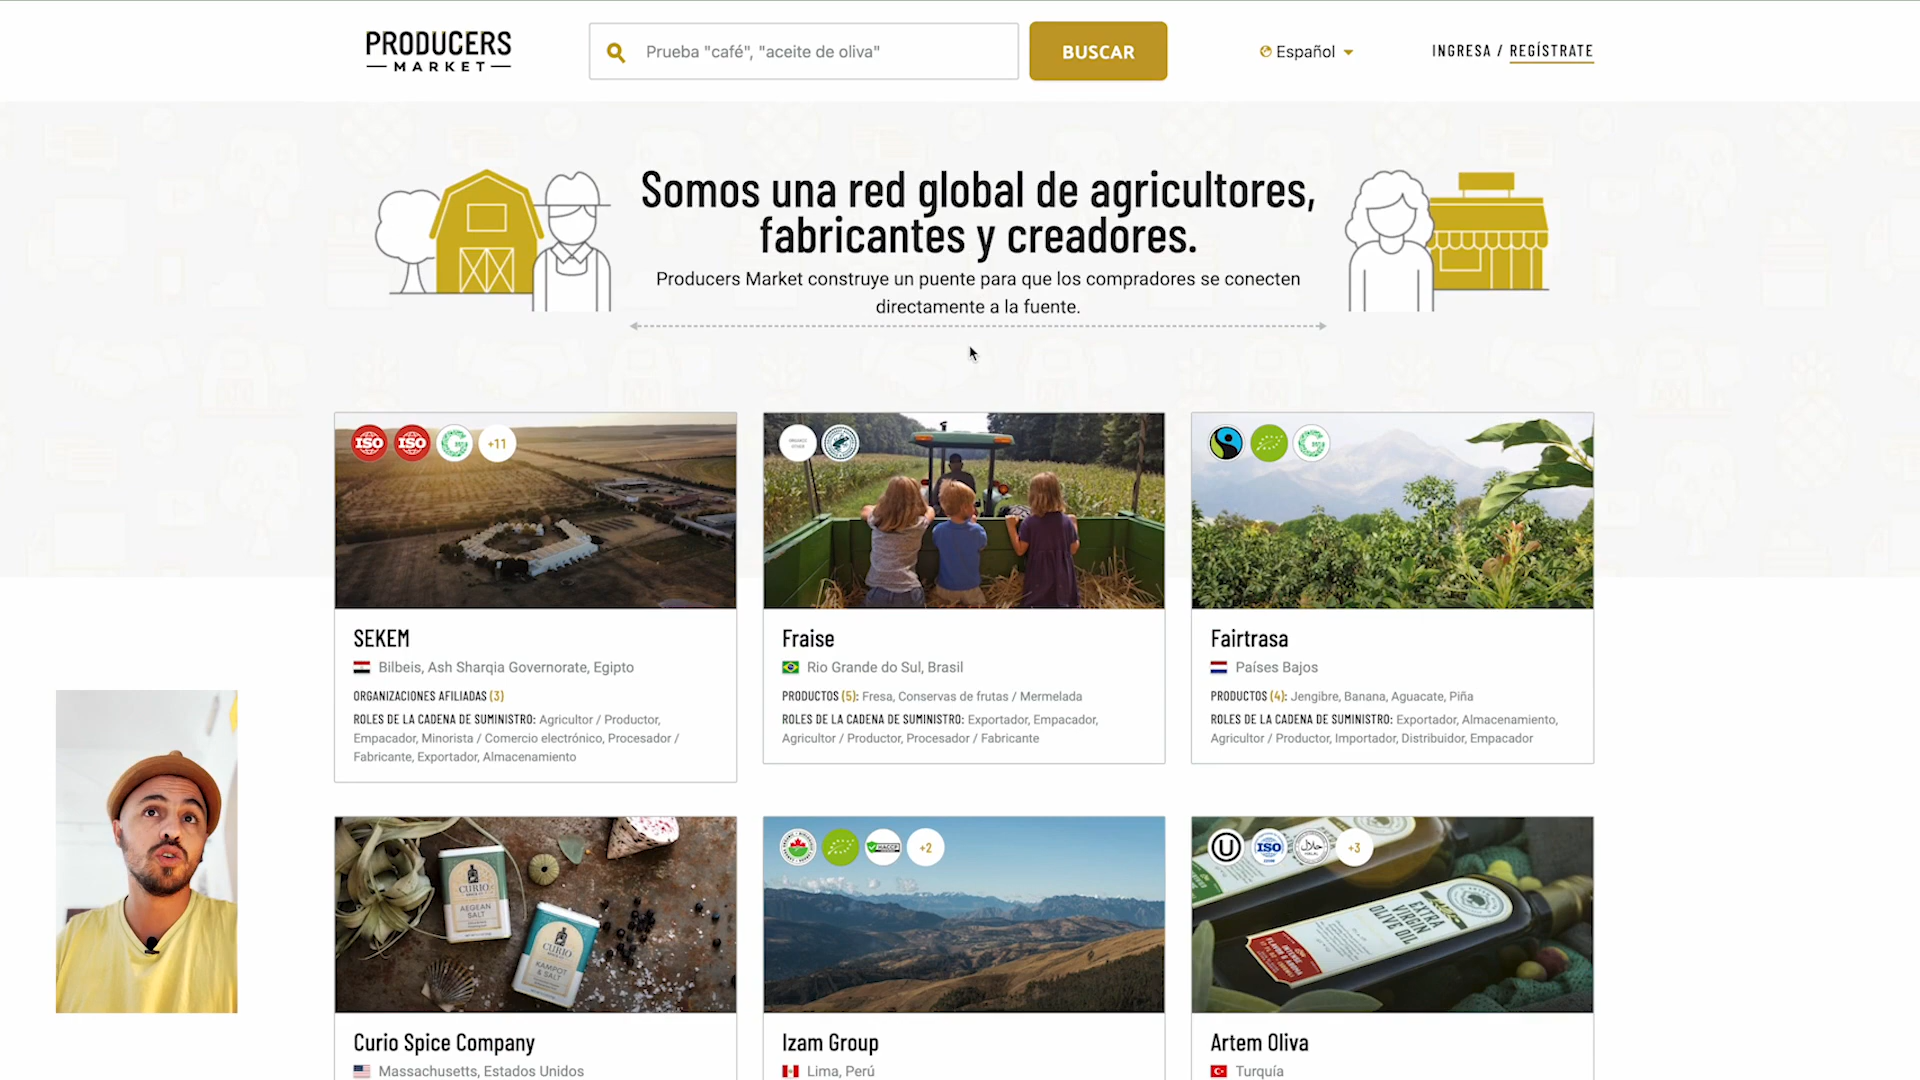 PRODUCERS
MARKET
Prueba "café", "aceite de oliva"
BUSCAR
Español
INGRESA / REGÍSTRATE
Somos una red global de agricultores,
fabricantes y creadores.
Producers Market construye un puente para que los compradores se conecten
directamente a la fuente.
ISO
ISO
+11
SEKEM
Bilbeis, Ash Sharqia Governorate, Egipto
ORGANIZACIONES AFILIADAS (3)
ROLES DE LA CADENA DE SUMINISTRO: Agricultor / Productor,
Empacador, Minorista / Comercio electrónico, Procesador /
Fabricante, Exportador, Almacenamiento
Fraise
Rio Grande do Sul, Brasil
PRODUCTOS (5): Fresa, Conservas de frutas / Mermelada
ROLES DE LA CADENA DE SUMINISTRO: Exportador, Empacador,
Agricultor / Productor, Procesador / Fabricante
Fairtrasa
Países Bajos
PRODUCTOS (4): Jengibre, Banana, Aguacate, Piña
ROLES DE LA CADENA DE SUMINISTRO: Exportador, Almacenamiento,
Agricultor / Productor, Importador, Distribuidor, Empacador
CURIO
AEGEAN
SALT
CURIO
KAMPOT
& SALT
Curio Spice Company
Massachusetts, Estados Unidos
HACCP
+2
Izam Group
Lima, Perú
U
ISO
HALAL
+3
EXTRA
VIRGIN
OLIVE OIL
Artem Oliva
Turquía